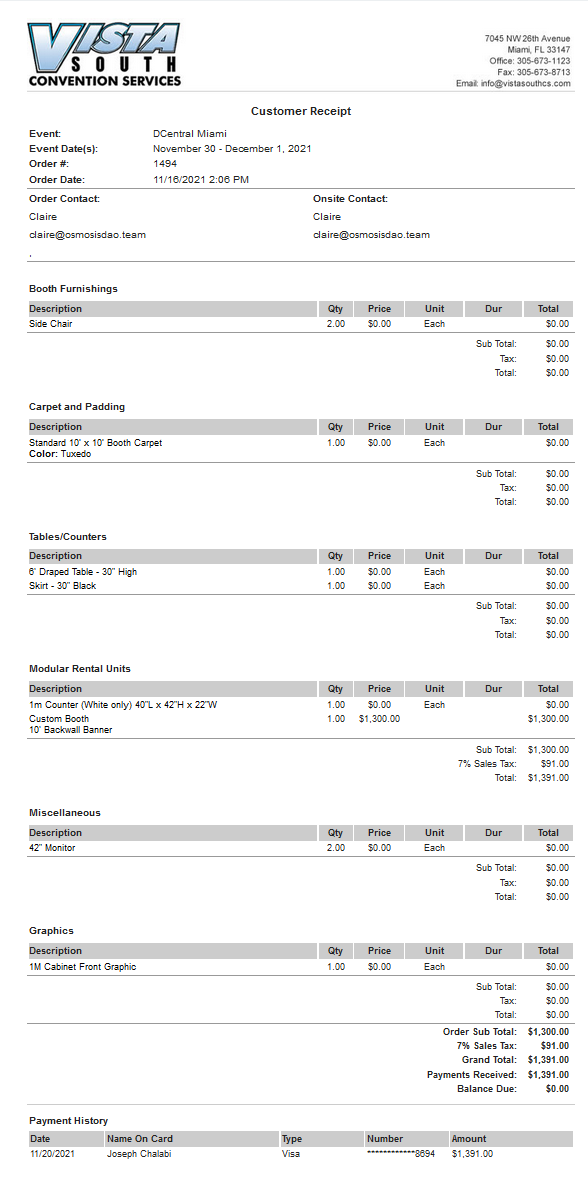 VISTA
SOUTH
CONVENTION SERVICES
7045 NW 26th Avenue
Miami, FL 33147
Office: 305-673-1123
Fax: 305-673-8713
Email: info@vistasouthcs.com
Customer Receipt
Event: DCentral Miami
Event Date(s): November 30 - December 1, 2021
Order #: 1494
Order Date: 11/16/2021 2:06 PM
Order Contact: Onsite Contact:
Claire Claire
claire@osmosisdao.team claire@osmosisdao.team
,
Booth Furnishings
Description Qty Price Unit Dur Total
Side Chair 2.00 $0.00 Each $0.00
Sub Total: $0.00
Tax: $0.00
Total: $0.00
Carpet and Padding
Description Qty Price Unit Dur Total
Standard 10' x 10' Booth Carpet 1.00 $0.00 Each $0.00
Color: Tuxedo
Sub Total: $0.00
Tax: $0.00
Total: $0.00
Tables/Counters
Description Qty Price Unit Dur Total
6' Draped Table - 30" High 1.00 $0.00 Each $0.00
Skirt - 30" Black 1.00 $0.00 Each $0.00
Sub Total: $0.00
Tax: $0.00
Total: $0.00
Modular Rental Units
Description Qty Price Unit Dur Total
1m Counter (White only) 40"L x 42"H x 22"W 1.00 $0.00 Each $0.00
Custom Booth 1.00 $1,300.00 $1,300.00
10' Backwall Banner
Sub Total: $1,300.00
7% Sales Tax: $91.00
Total: $1,391.00
Miscellaneous
Description Qty Price Unit Dur Total
42" Monitor 2.00 $0.00 Each $0.00
Sub Total: $0.00
Tax: $0.00
Total: $0.00
Graphics
Description Qty Price Unit Dur Total
1M Cabinet Front Graphic 1.00 $0.00 Each $0.00
Sub Total: $0.00
Tax: $0.00
Total: $0.00
Order Sub Total: $1,300.00
7% Sales Tax: $91.00
Grand Total: $1,391.00
Payments Received: $1,391.00
Balance Due: $0.00
Payment History
Date Name On Card Type Number Amount
11/20/2021 Joseph Chalabi Visa ************8694 $1,391.00